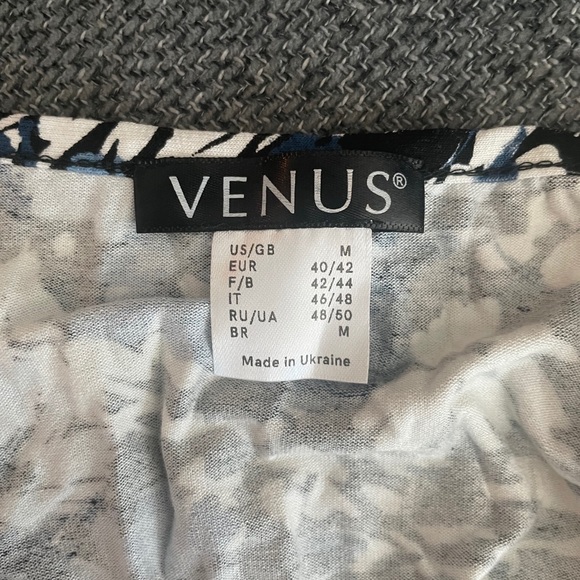 VENUS®
US/GB M
EUR 40/42
F/B 42/44
IT 46/48
RU/UA 48/50
BR M
Made in Ukraine